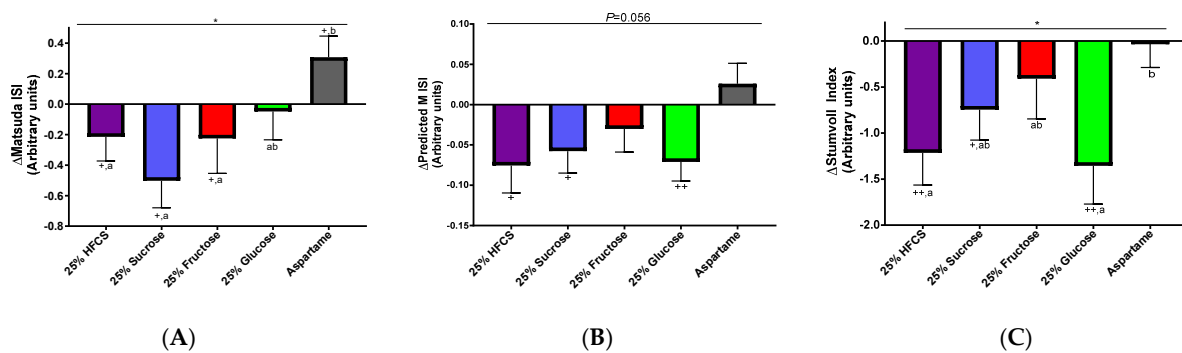 *
ΔMatsuda ISI
(Arbitrary units)
0.4
0.2
0.0
-0.2
-0.4
-0.6
-0.8
+,a
+,a
+,a
ab
+,b
25% HFCS
25% Sucrose
25% Fructose
25% Glucose
Aspartame
(A)
P=0.056
ΔPredicted M ISI
(Arbitrary units)
0.10
0.05
0.00
-0.05
-0.10
-0.15
+
+
++
25% HFCS
25% Sucrose
25% Fructose
25% Glucose
Aspartame
(B)
*
ΔStumvoll Index
(Arbitrary units)
0.0
-0.5
-1.0
-1.5
-2.0
++,a
+,ab
ab
++,a
b
25% HFCS
25% Sucrose
25% Fructose
25% Glucose
Aspartame
(C)